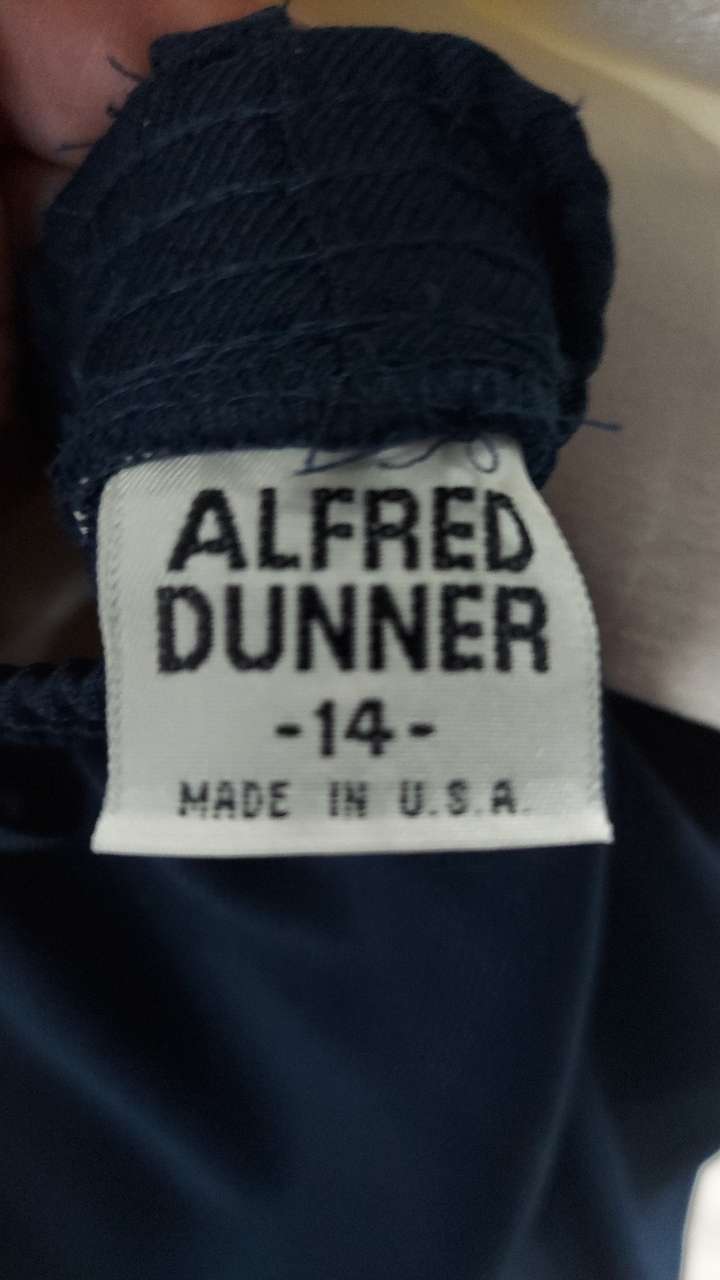 ALFRED
DUNNER
-14-
MADE IN U.S.A.